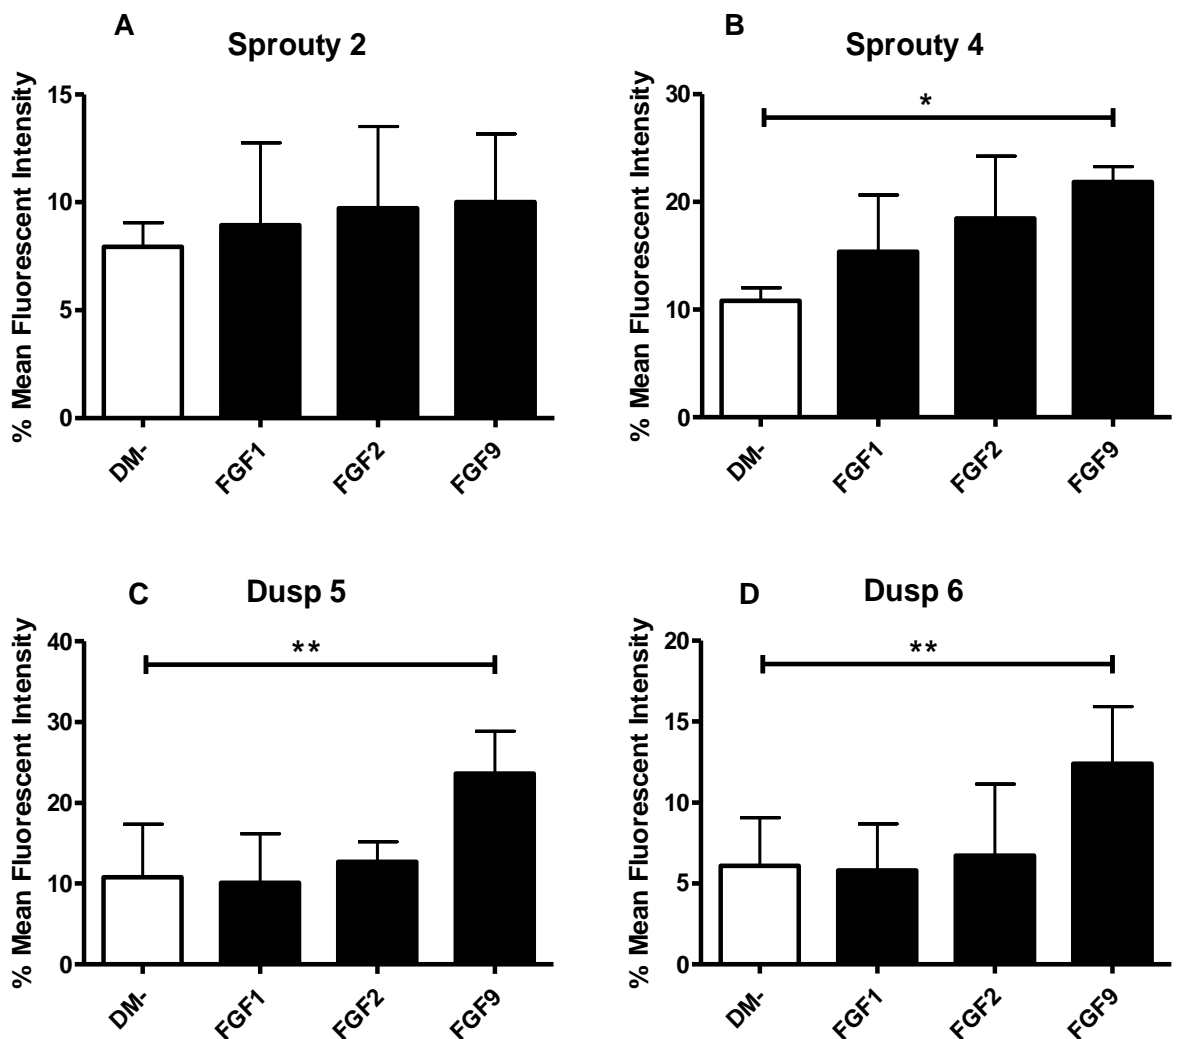 A
Sprouty 2
% Mean Fluorescent Intensity
15
10
5
0
DM-
FGF1
FGF2
FGF9
B
Sprouty 4
% Mean Fluorescent Intensity
30
20
10
0
*
DM-
FGF1
FGF2
FGF9
C
Dusp 5
% Mean Fluorescent Intensity
40
30
20
10
0
**
DM-
FGF1
FGF2
FGF9
D
Dusp 6
% Mean Fluorescent Intensity
20
15
10
5
0
**
DM-
FGF1
FGF2
FGF9